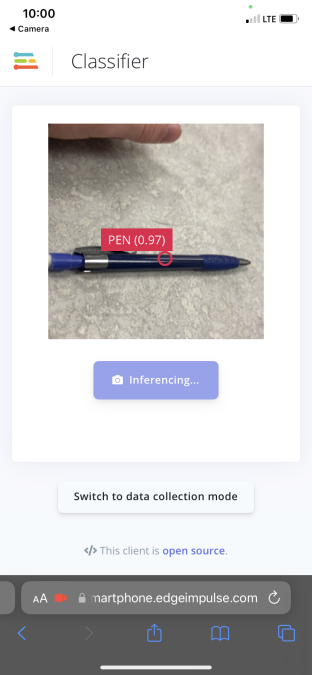 10:00
LTE
◄ Camera
Classifier
PEN (0.97)
Inferencing...
Switch to data collection mode
</> This client is open source.
AA martphone.edgeimpulse.com